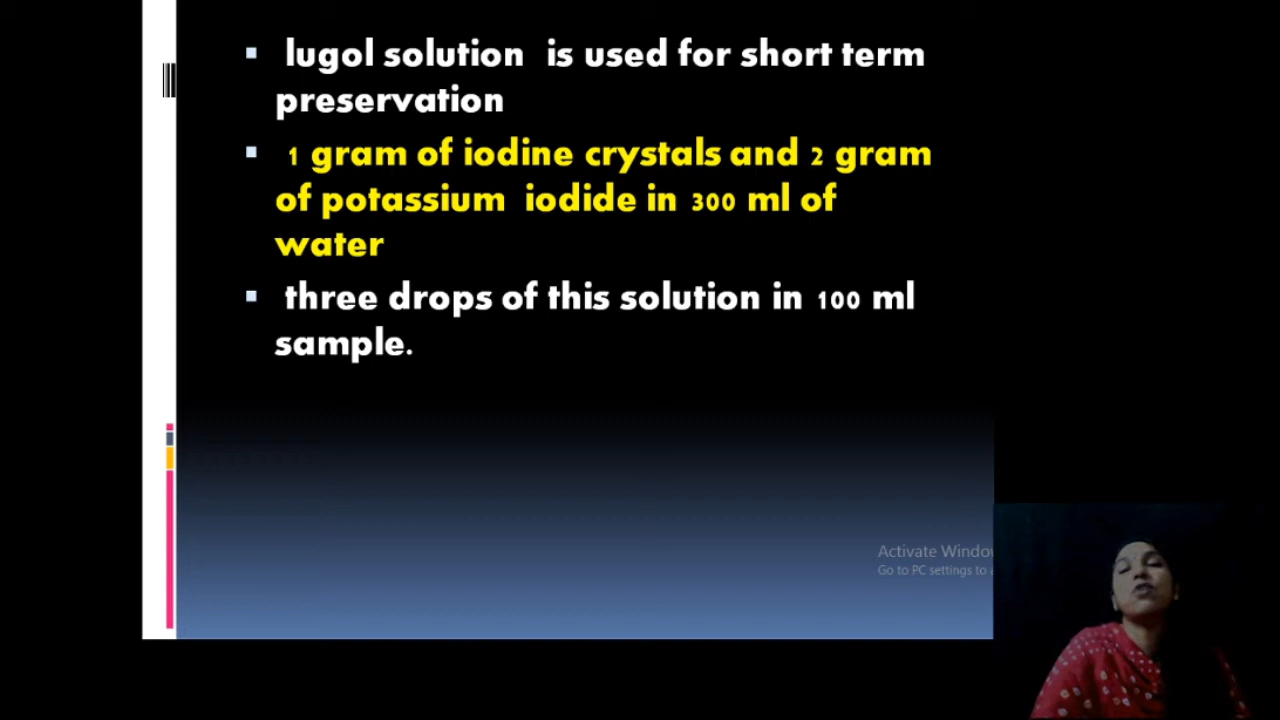 lugol solution is used for short term
preservation
1 gram of iodine crystals and 2 gram
of potassium iodide in 300 ml of
water
three drops of this solution in 100 ml
sample.
Activate Windo
Go to PC settings to a